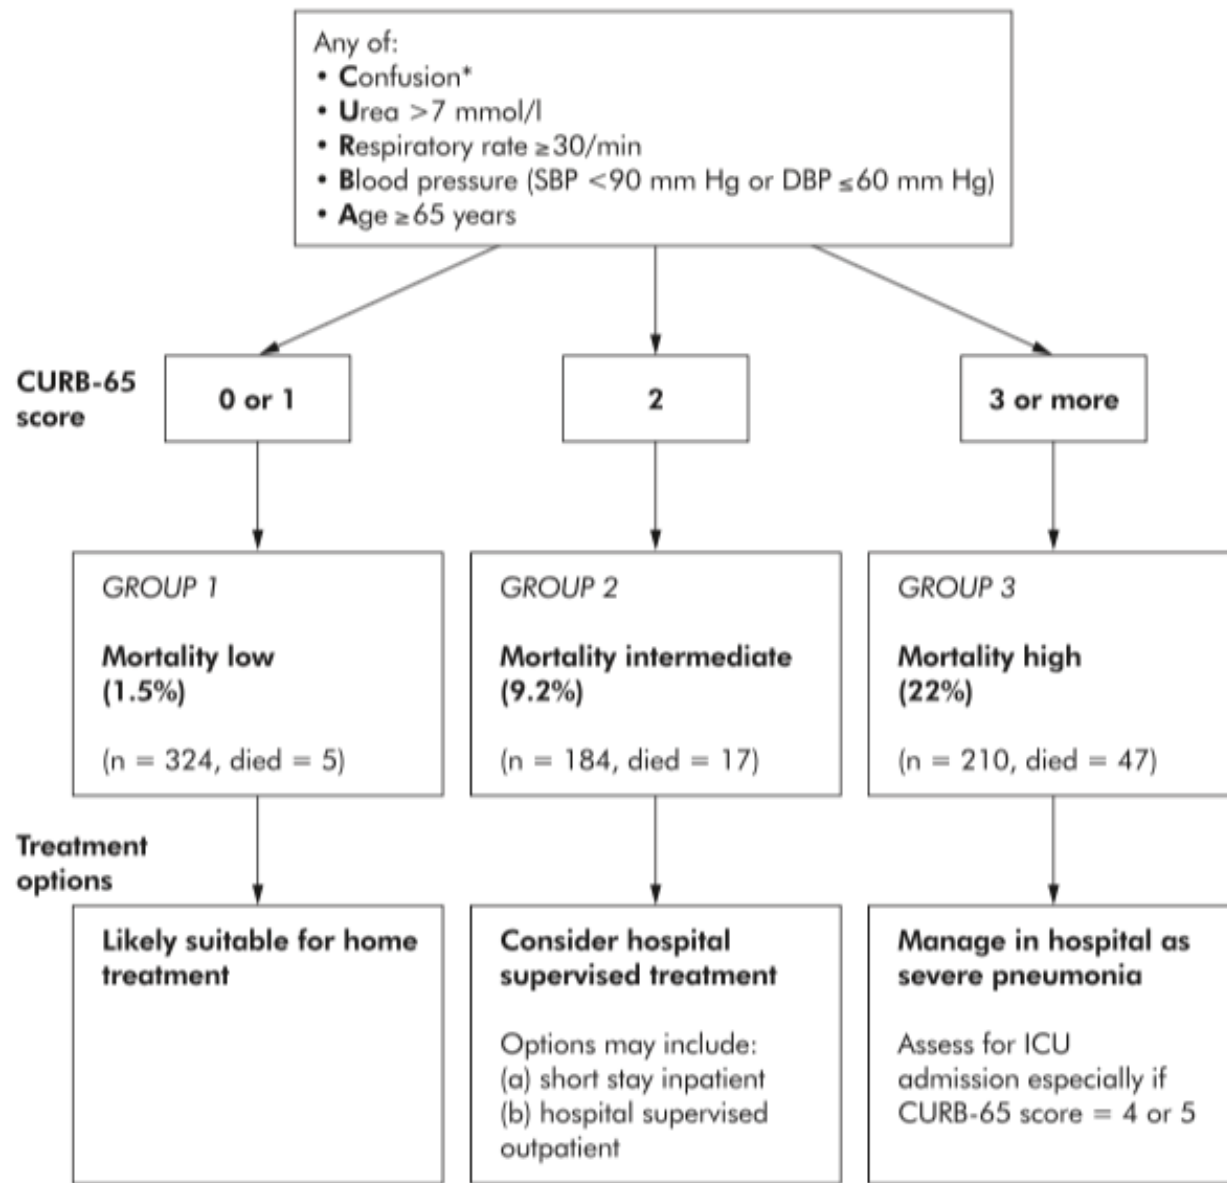 Any of:
• Confusion*
• Urea >7 mmol/l
• Respiratory rate ≥30/min
• Blood pressure (SBP <90 mm Hg or DBP ≤60 mm Hg)
• Age ≥65 years
CURB-65
score
0 or 1
2
3 or more
GROUP 1
Mortality low
(1.5%)
(n = 324, died = 5)
GROUP 2
Mortality intermediate
(9.2%)
(n = 184, died = 17)
GROUP 3
Mortality high
(22%)
(n = 210, died = 47)
Treatment
options
Likely suitable for home
treatment
Consider hospital
supervised treatment
Options may include:
(a) short stay inpatient
(b) hospital supervised
outpatient
Manage in hospital as
severe pneumonia
Assess for ICU
admission especially if
CURB-65 score = 4 or 5